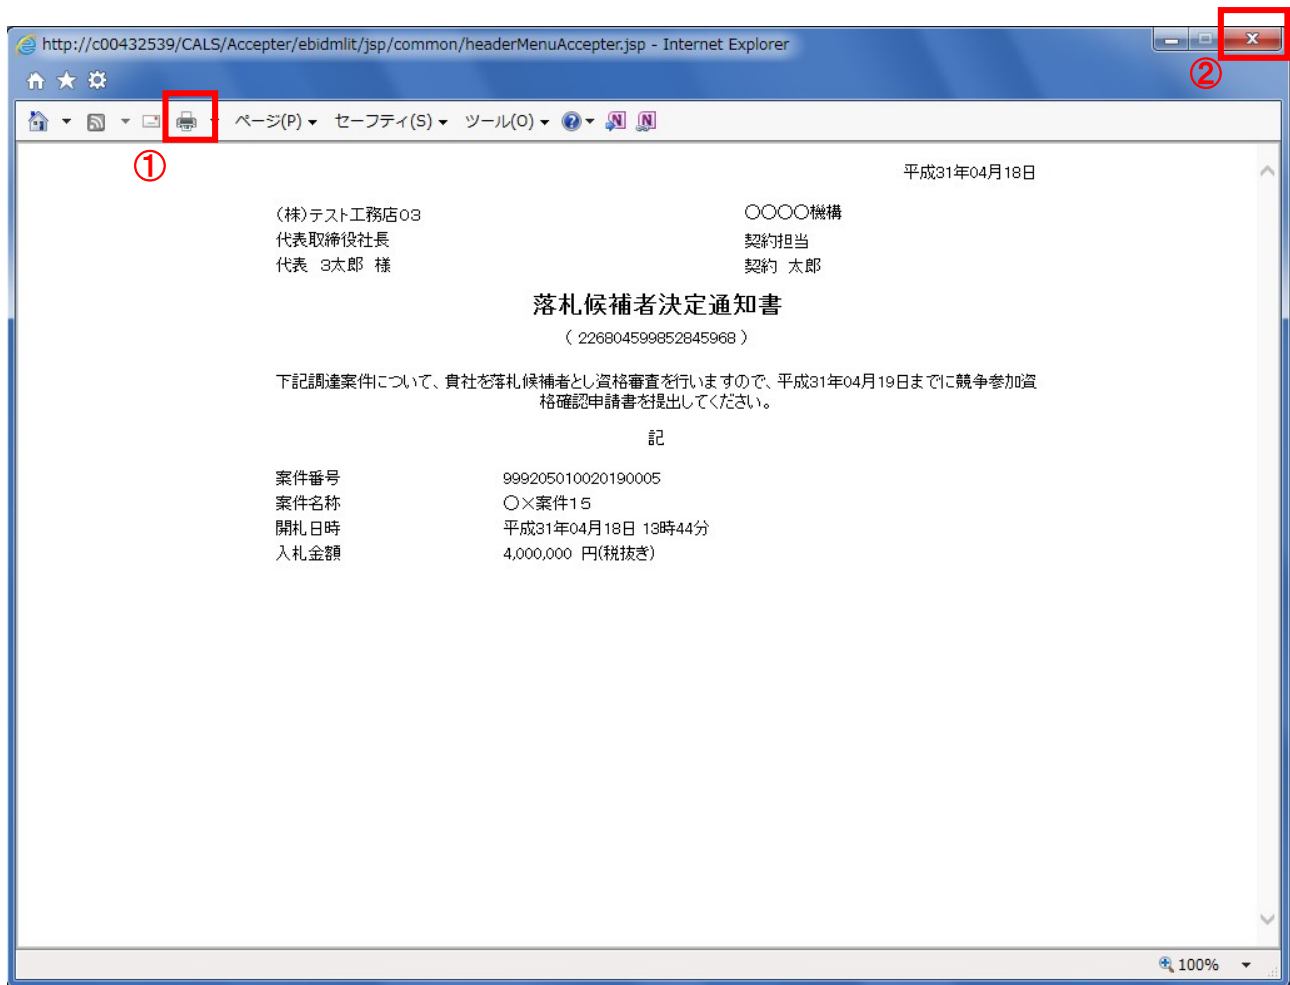 http://c00432539/CALS/Accepter/ebidmlit/jsp/common/headerMenuAccepter.jsp - Internet Explorer
②
ページ(P) セーフティ(S) ツール(O)
①
平成31年04月18日
(株)テスト工務店03
〇〇〇〇機構
代表取締役社長
契約担当
代表 3太郎 様
契約 太郎
落札候補者決定通知書
( 226804599852845968 )
下記調達案件について、貴社を落札候補者とし資格審査を行いますので、平成31年04月19日までに競争参加資
格確認申請書を提出してください。
記
案件番号 999205010020190005
案件名称 〇×案件15
開札日時 平成31年04月18日 13時44分
入札金額 4,000,000 円(税抜き)
100%